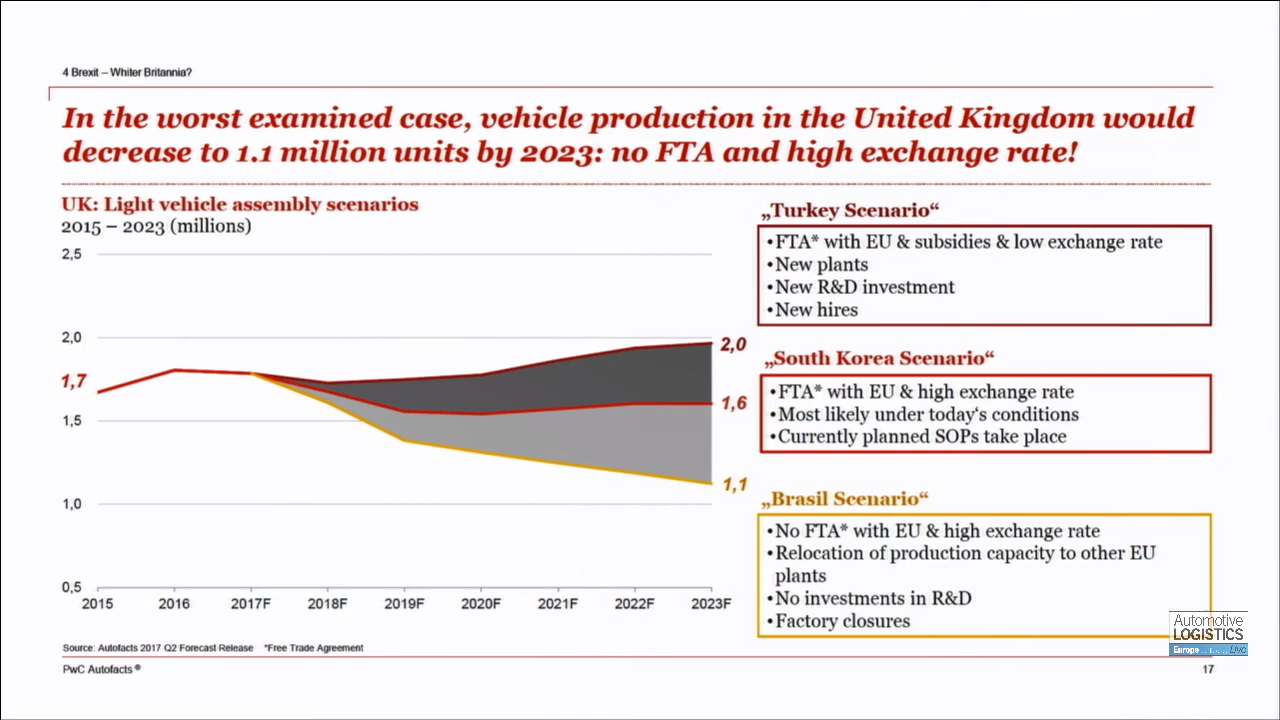 4 Brexit – Whiter Britannia?
In the worst examined case, vehicle production in the United Kingdom would
decrease to 1.1 million units by 2023: no FTA and high exchange rate!
UK: Light vehicle assembly scenarios
2015 – 2023 (millions)
2,5
2,0
1,5
1,0
0,5
1,7
2,0
1,6
1,1
2015 2016 2017F 2018F 2019F 2020F 2021F 2022F 2023F
„Turkey Scenario“
•FTA* with EU & subsidies & low exchange rate
•New plants
•New R&D investment
•New hires
„South Korea Scenario“
•FTA* with EU & high exchange rate
•Most likely under today‘s conditions
•Currently planned SOPs take place
„Brasil Scenario“
•No FTA* with EU & high exchange rate
•Relocation of production capacity to other EU
plants
•No investments in R&D
•Factory closures
Automotive
LOGISTICS
Europe Live
Source: Autofacts 2017 Q2 Forecast Release *Free Trade Agreement
PwC Autofacts ®
17